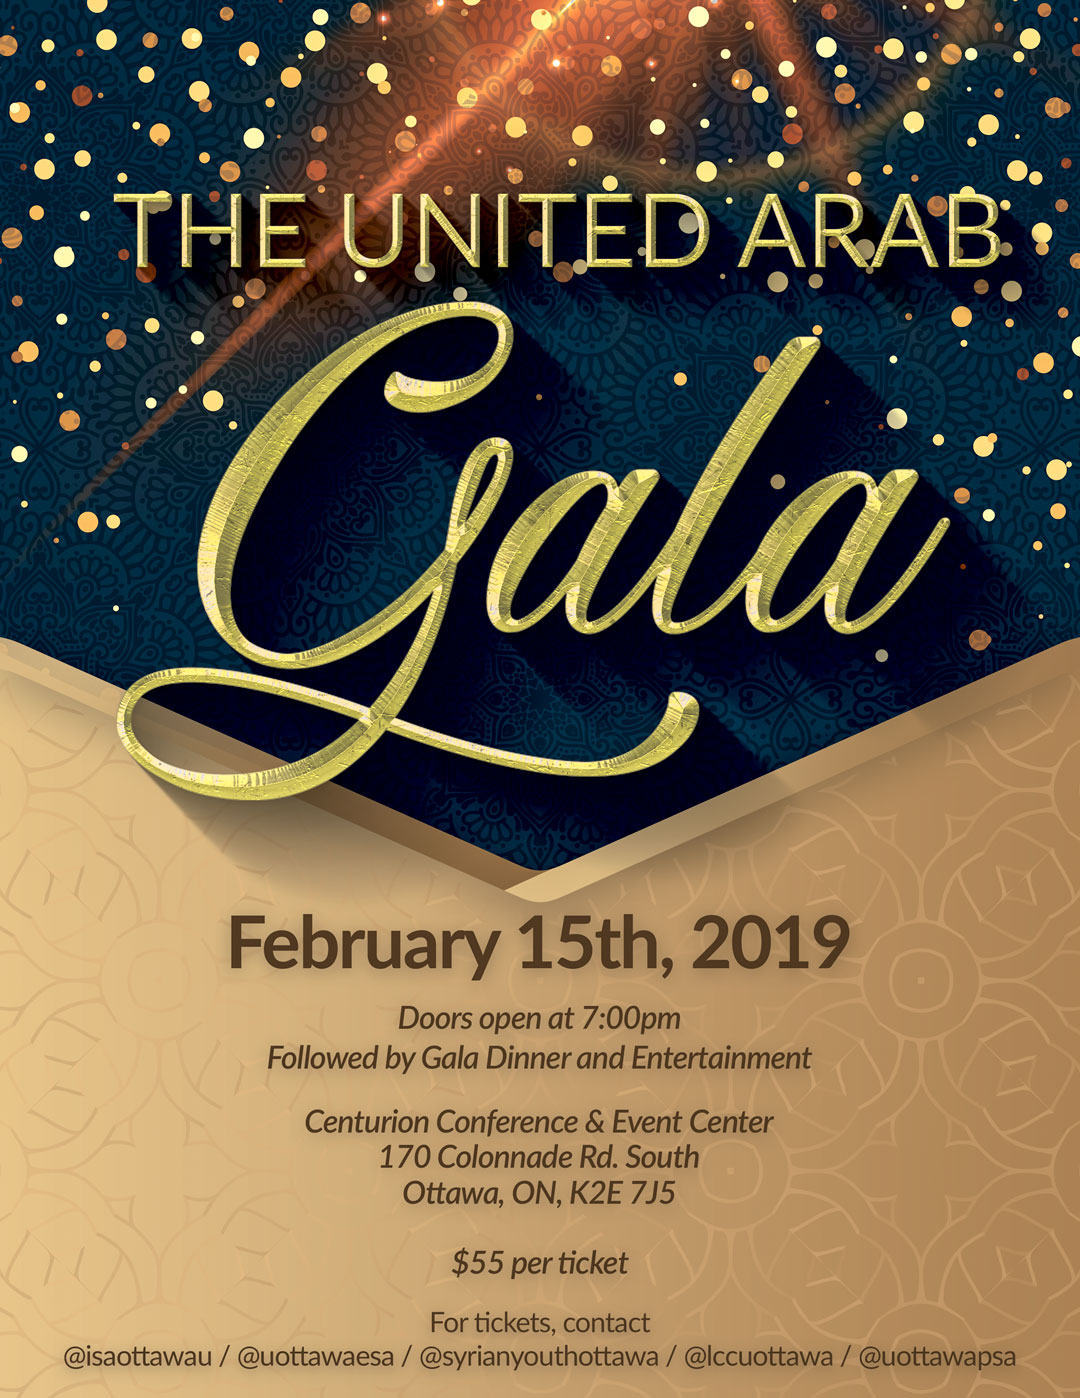 THE UNITED ARAB
Gala
February 15th, 2019
Doors open at 7:00pm
Followed by Gala Dinner and Entertainment
Centurion Conference & Event Center
170 Colonnade Rd. South
Ottawa, ON, K2E 7J5
$55 per ticket
For tickets, contact
@isaottawau / @uottawaesa / @syrianyouthottawa / @lccuottawa / @uottawapsa